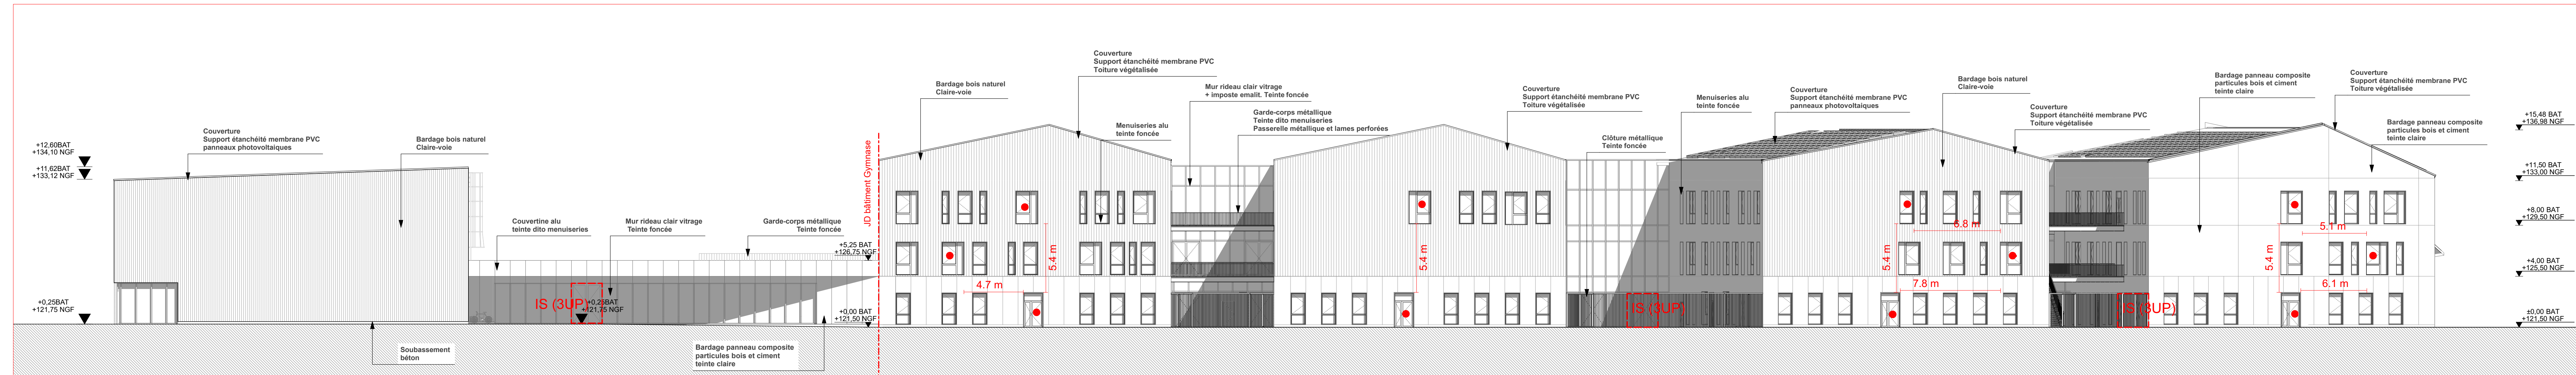 +12,60BAT
+134,10 NGF
+11,62BAT
+133,12 NGF
+0,25BAT
+121,75 NGF
Couverture
Support étanchéité membrane PVC
panneaux photovoltaiques
Bardage bois naturel
Claire-voie
Couvertine alu
teinte dito menuiseries
Mur rideau clair vitrage
Teinte foncée
Garde-corps métallique
Teinte foncée
Soubassement
béton
IS (3UP)
+0,25BAT
+121,75 NGF
Bardage panneau composite
particules bois et ciment
teinte claire
+5,25 BAT
+126,75 NGF
+0,00 BAT
+121,50 NGF
JD bâtiment Gymnase
Bardage bois naturel
Claire-voie
Couverture
Support étanchéité membrane PVC
Toiture végétalisée
Menuiseries alu
teinte foncée
Mur rideau clair vitrage
+ imposte emalit. Teinte foncée
Garde-corps métallique
Teinte dito menuiseries
Passerelle métallique et lames perforées
4.7 m
5.4 m
Couverture
Support étanchéité membrane PVC
Toiture végétalisée
5.4 m
Clôture métallique
Teinte foncée
Menuiseries alu
teinte foncée
IS (3UP)
Couverture
Support étanchéité membrane PVC
panneaux photovoltaiques
Bardage bois naturel
Claire-voie
Couverture
Support étanchéité membrane PVC
Toiture végétalisée
6.8 m
5.4 m
7.8 m
IS (3UP)
Bardage panneau composite
particules bois et ciment
teinte claire
Couverture
Support étanchéité membrane PVC
Toiture végétalisée
Bardage panneau composite
particules bois et ciment
teinte claire
5.1 m
5.4 m
6.1 m
+15,48 BAT
+136,98 NGF
+11,50 BAT
+133,00 NGF
+8,00 BAT
+129,50 NGF
+4,00 BAT
+125,50 NGF
±0,00 BAT
+121,50 NGF